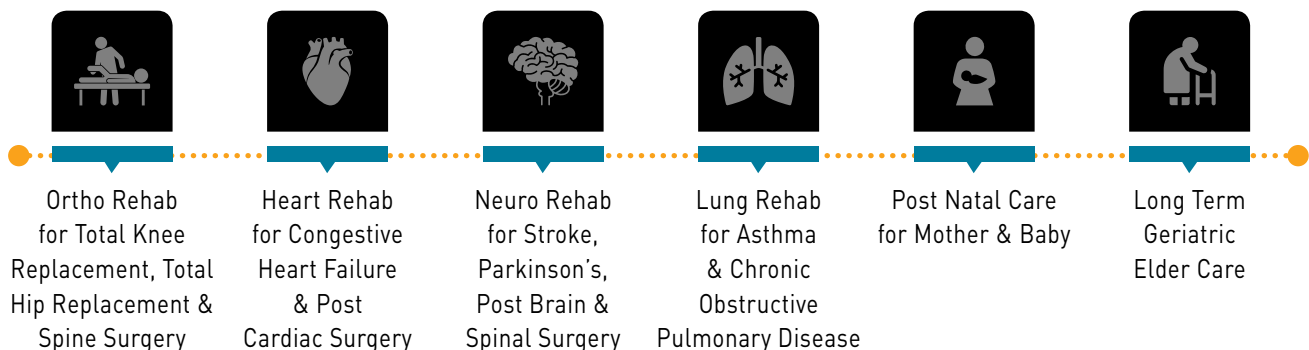 Ortho Rehab
for Total Knee
Replacement, Total
Hip Replacement &
Spine Surgery
Heart Rehab
for Congestive
Heart Failure
& Post
Cardiac Surgery
Neuro Rehab
for Stroke,
Parkinson's,
Post Brain &
Spinal Surgery
Lung Rehab
for Asthma
& Chronic
Obstructive
Pulmonary Disease
Post Natal Care
for Mother & Baby
Long Term
Geriatric
Elder Care